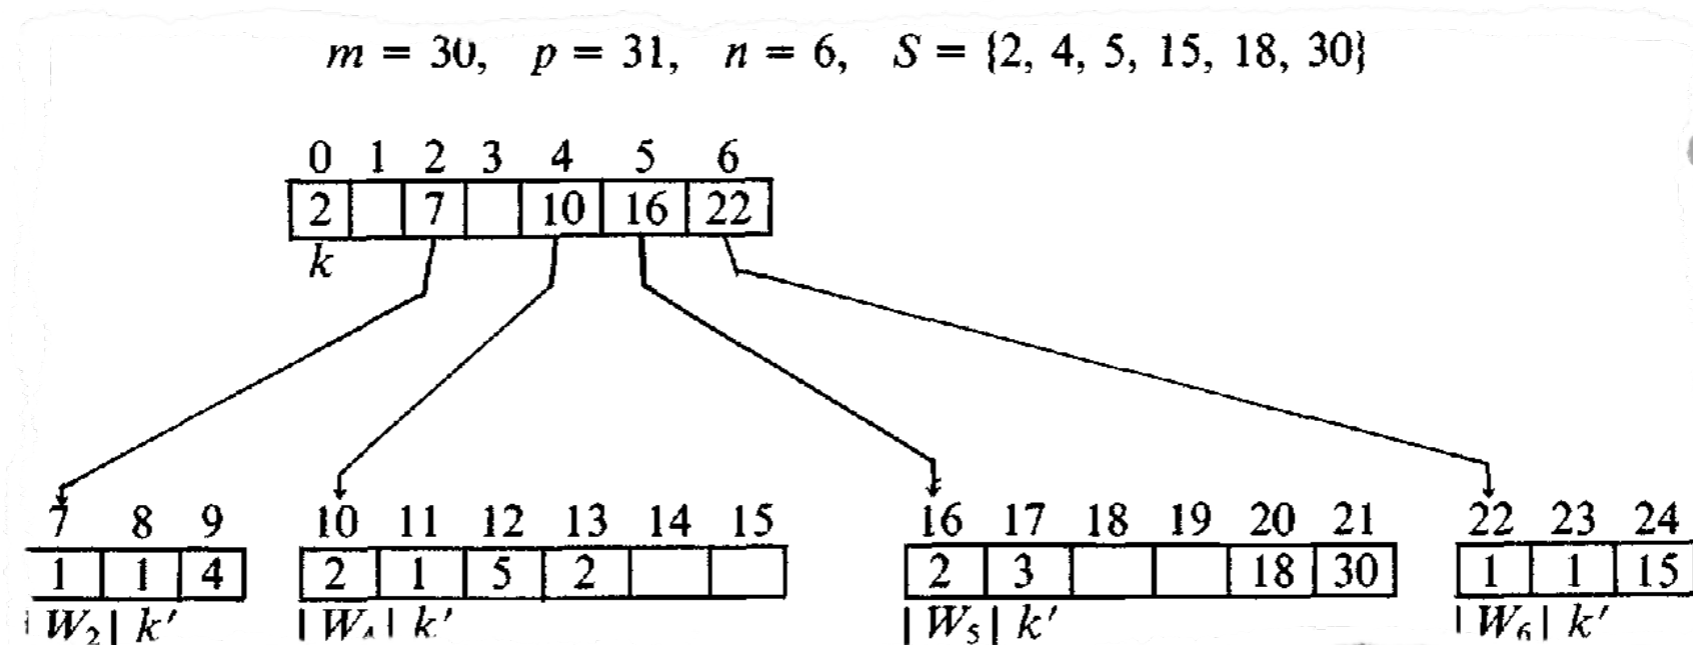 m = 30, p = 31, n = 6, S = {2, 4, 5, 15, 18, 30}
0 1 2 3 4 5 6
2 7 10 16 22
k
7 8 9 10 11 12 13 14 15 16 17 18 19 20 21 22 23 24
1 1 4 2 1 5 2 2 3 18 30 1 1 15
|W₂| k′ |W₄| k′ |W₅| k′ |W₆| k′